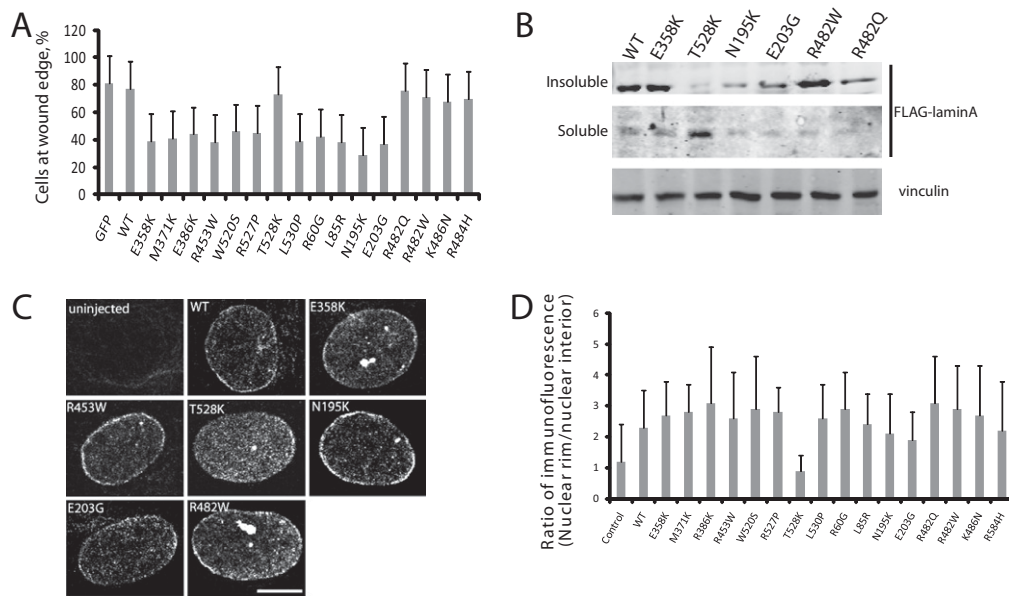 A
Cells at wound edge, %
120
100
80
60
40
20
0
GFP
WT
E358K
M371K
E386K
R453W
W520S
R527P
T528K
L530P
R60G
L85R
N195K
E203G
R482Q
R482W
K486N
R484H
B
WT
E358K
T528K
N195K
E203G
R482W
R482Q
Insoluble
Soluble
FLAG-laminA
vinculin
C
uninjected
WT
E358K
R453W
T528K
N195K
E203G
R482W
D
Ratio of immunofluorescence
(Nuclear rim/nuclear interior)
6
5
4
3
2
1
0
Control
WT
E358K
M371K
R386K
R453W
W520S
R527P
T528K
L530P
R60G
L85R
N195K
E203G
R482Q
R482W
K486N
R584H